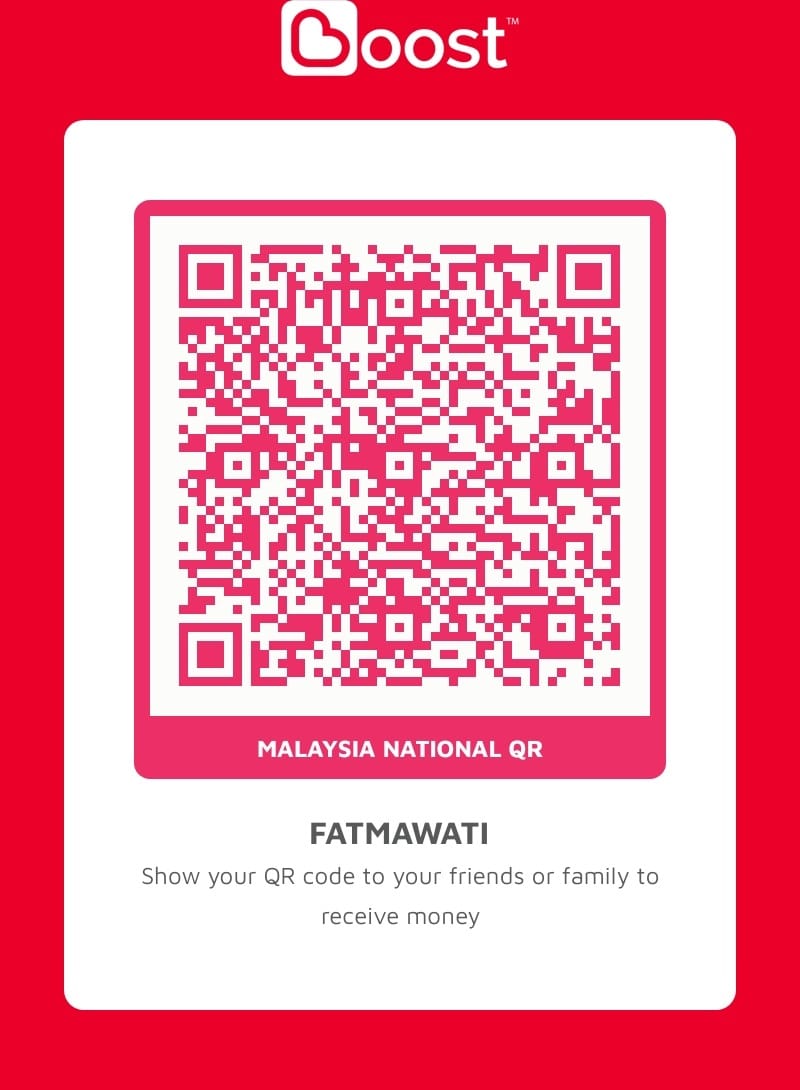 Boost™
MALAYSIA NATIONAL QR
FATMAWATI
Show your QR code to your friends or family to
receive money